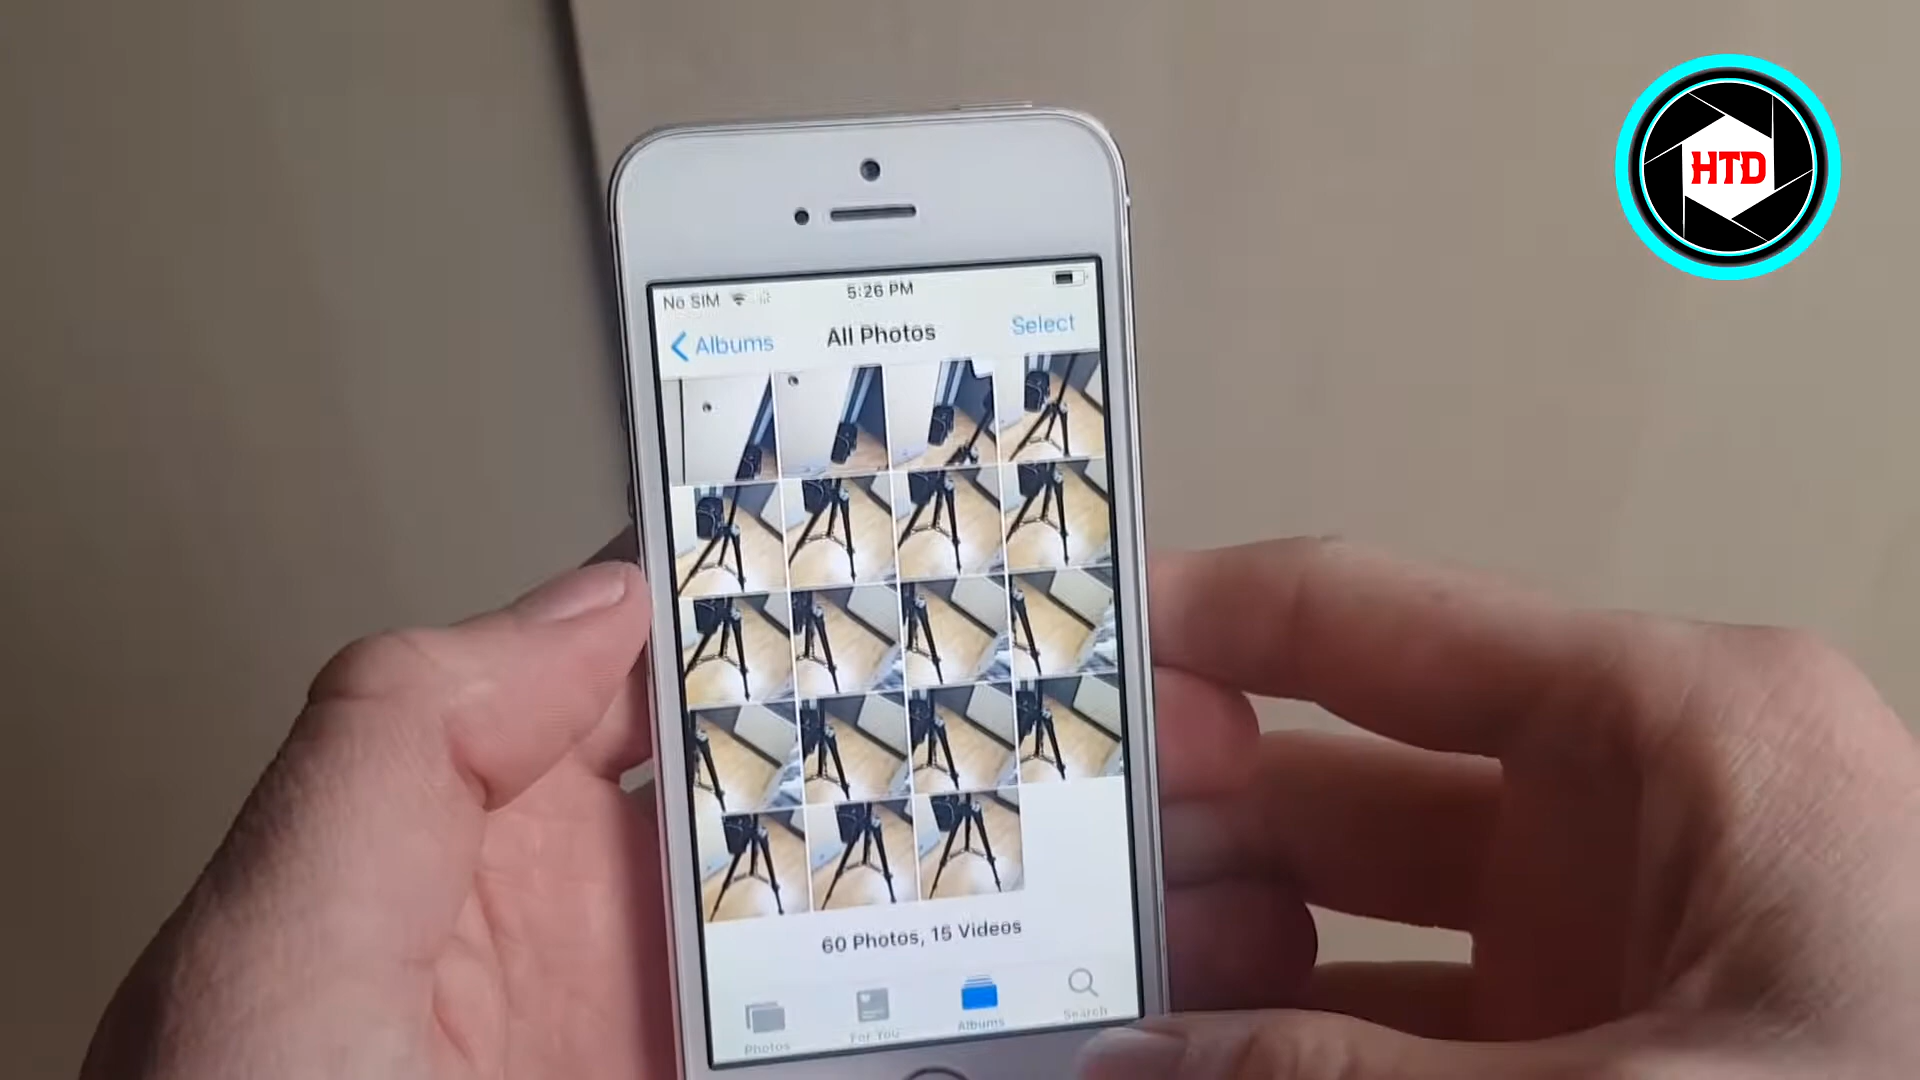 HTD
No SIM
5:26 PM
Albums
All Photos
Select
60 Photos, 15 Videos
Photos
For You
Albums
Search